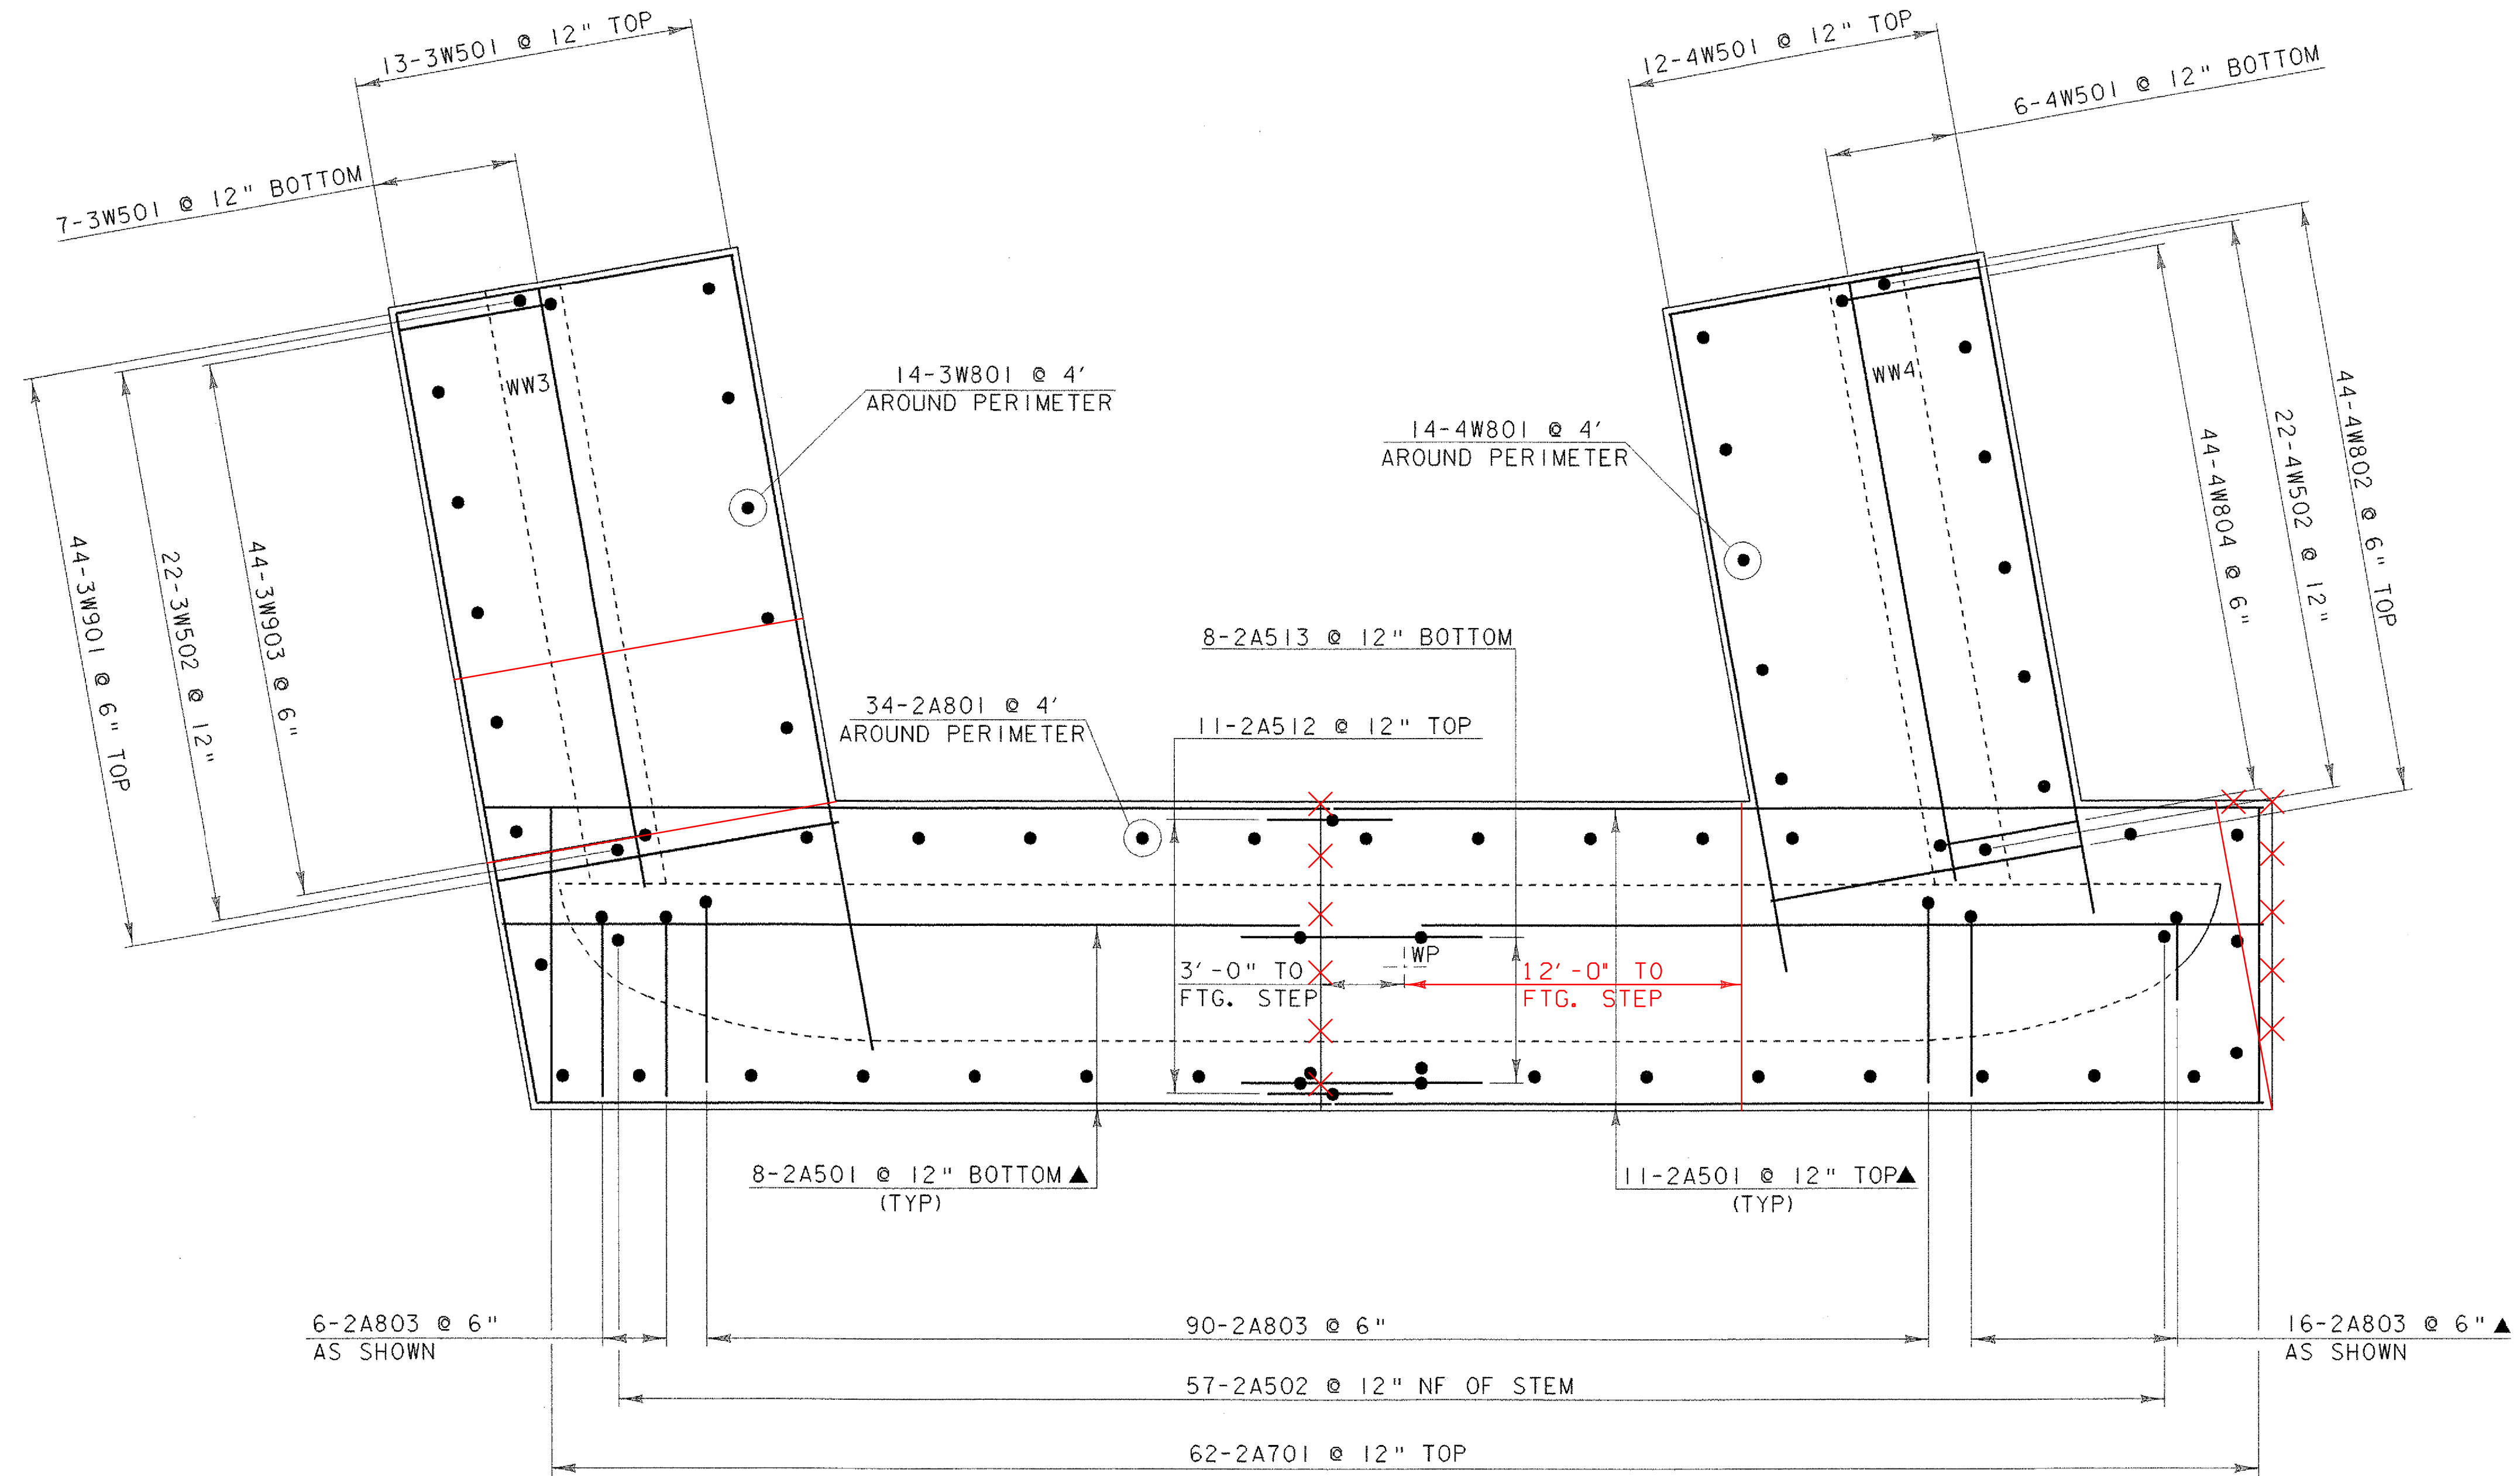 13-3W501 @ 12" TOP
12-4W501 @ 12" TOP
6-4W501 @ 12" BOTTOM
7-3W501 @ 12" BOTTOM
WW3
WW4
14-3W801 @ 4'
AROUND PERIMETER
14-4W801 @ 4'
AROUND PERIMETER
44-3W901 @ 6" TOP
22-3W502 @ 12"
44-3W903 @ 6"
44-4W804 @ 6"
22-4W502 @ 12"
44-4W802 @ 6" TOP
8-2A513 @ 12" BOTTOM
34-2A801 @ 4'
AROUND PERIMETER
11-2A512 @ 12" TOP
WP
3'-0" TO
FTG. STEP
12'-0" TO
FTG. STEP
8-2A501 @ 12" BOTTOM▲
(TYP)
11-2A501 @ 12" TOP▲
(TYP)
6-2A803 @ 6"
AS SHOWN
90-2A803 @ 6"
16-2A803 @ 6"▲
AS SHOWN
57-2A502 @ 12" NF OF STEM
62-2A701 @ 12" TOP